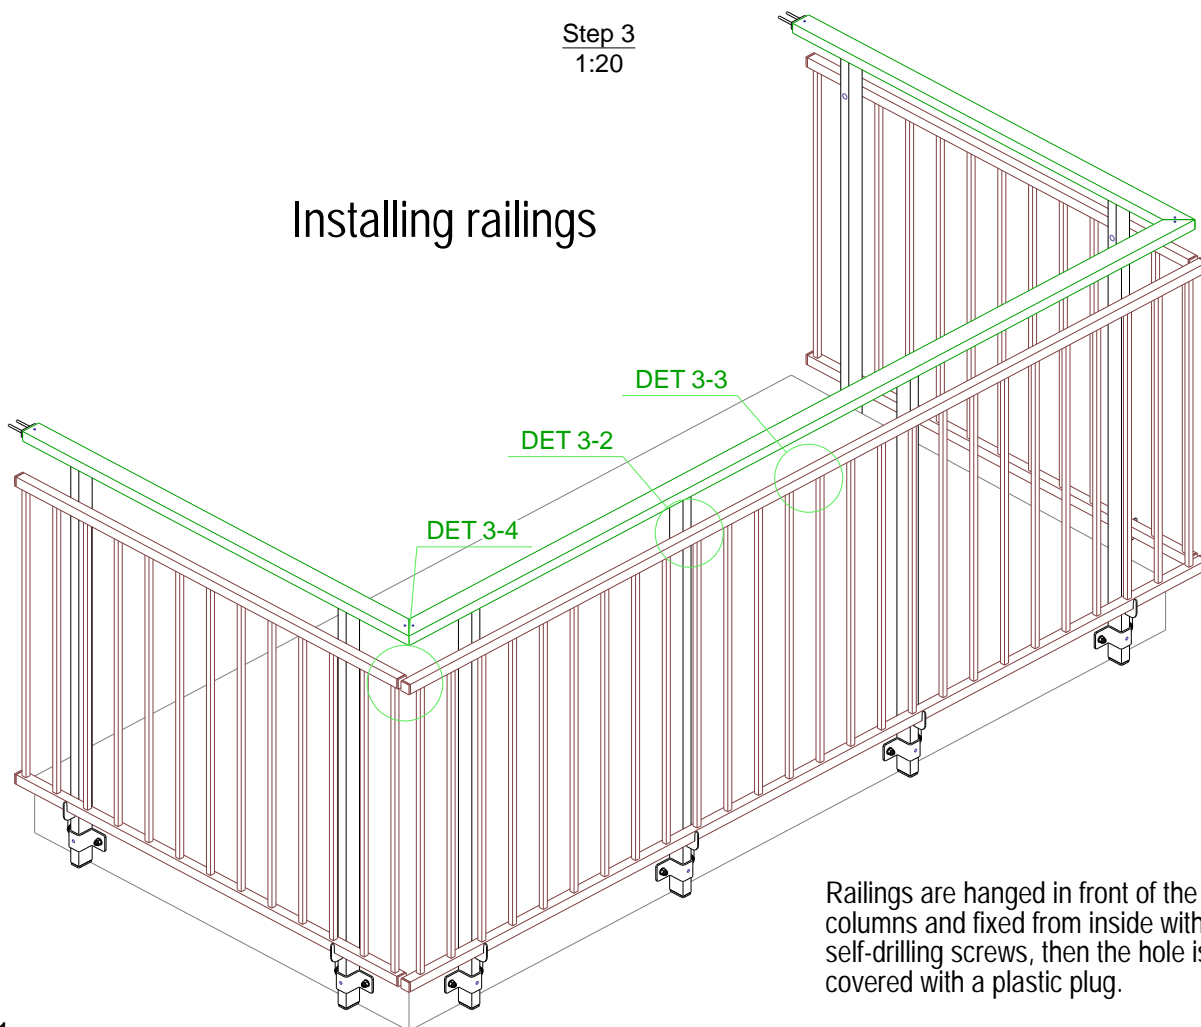 Step 3
1:20
Installing railings
DET 3-3
DET 3-2
DET 3-4
Railings are hanged in front of the
columns and fixed from inside with
self-drilling screws, then the hole is
covered with a plastic plug.